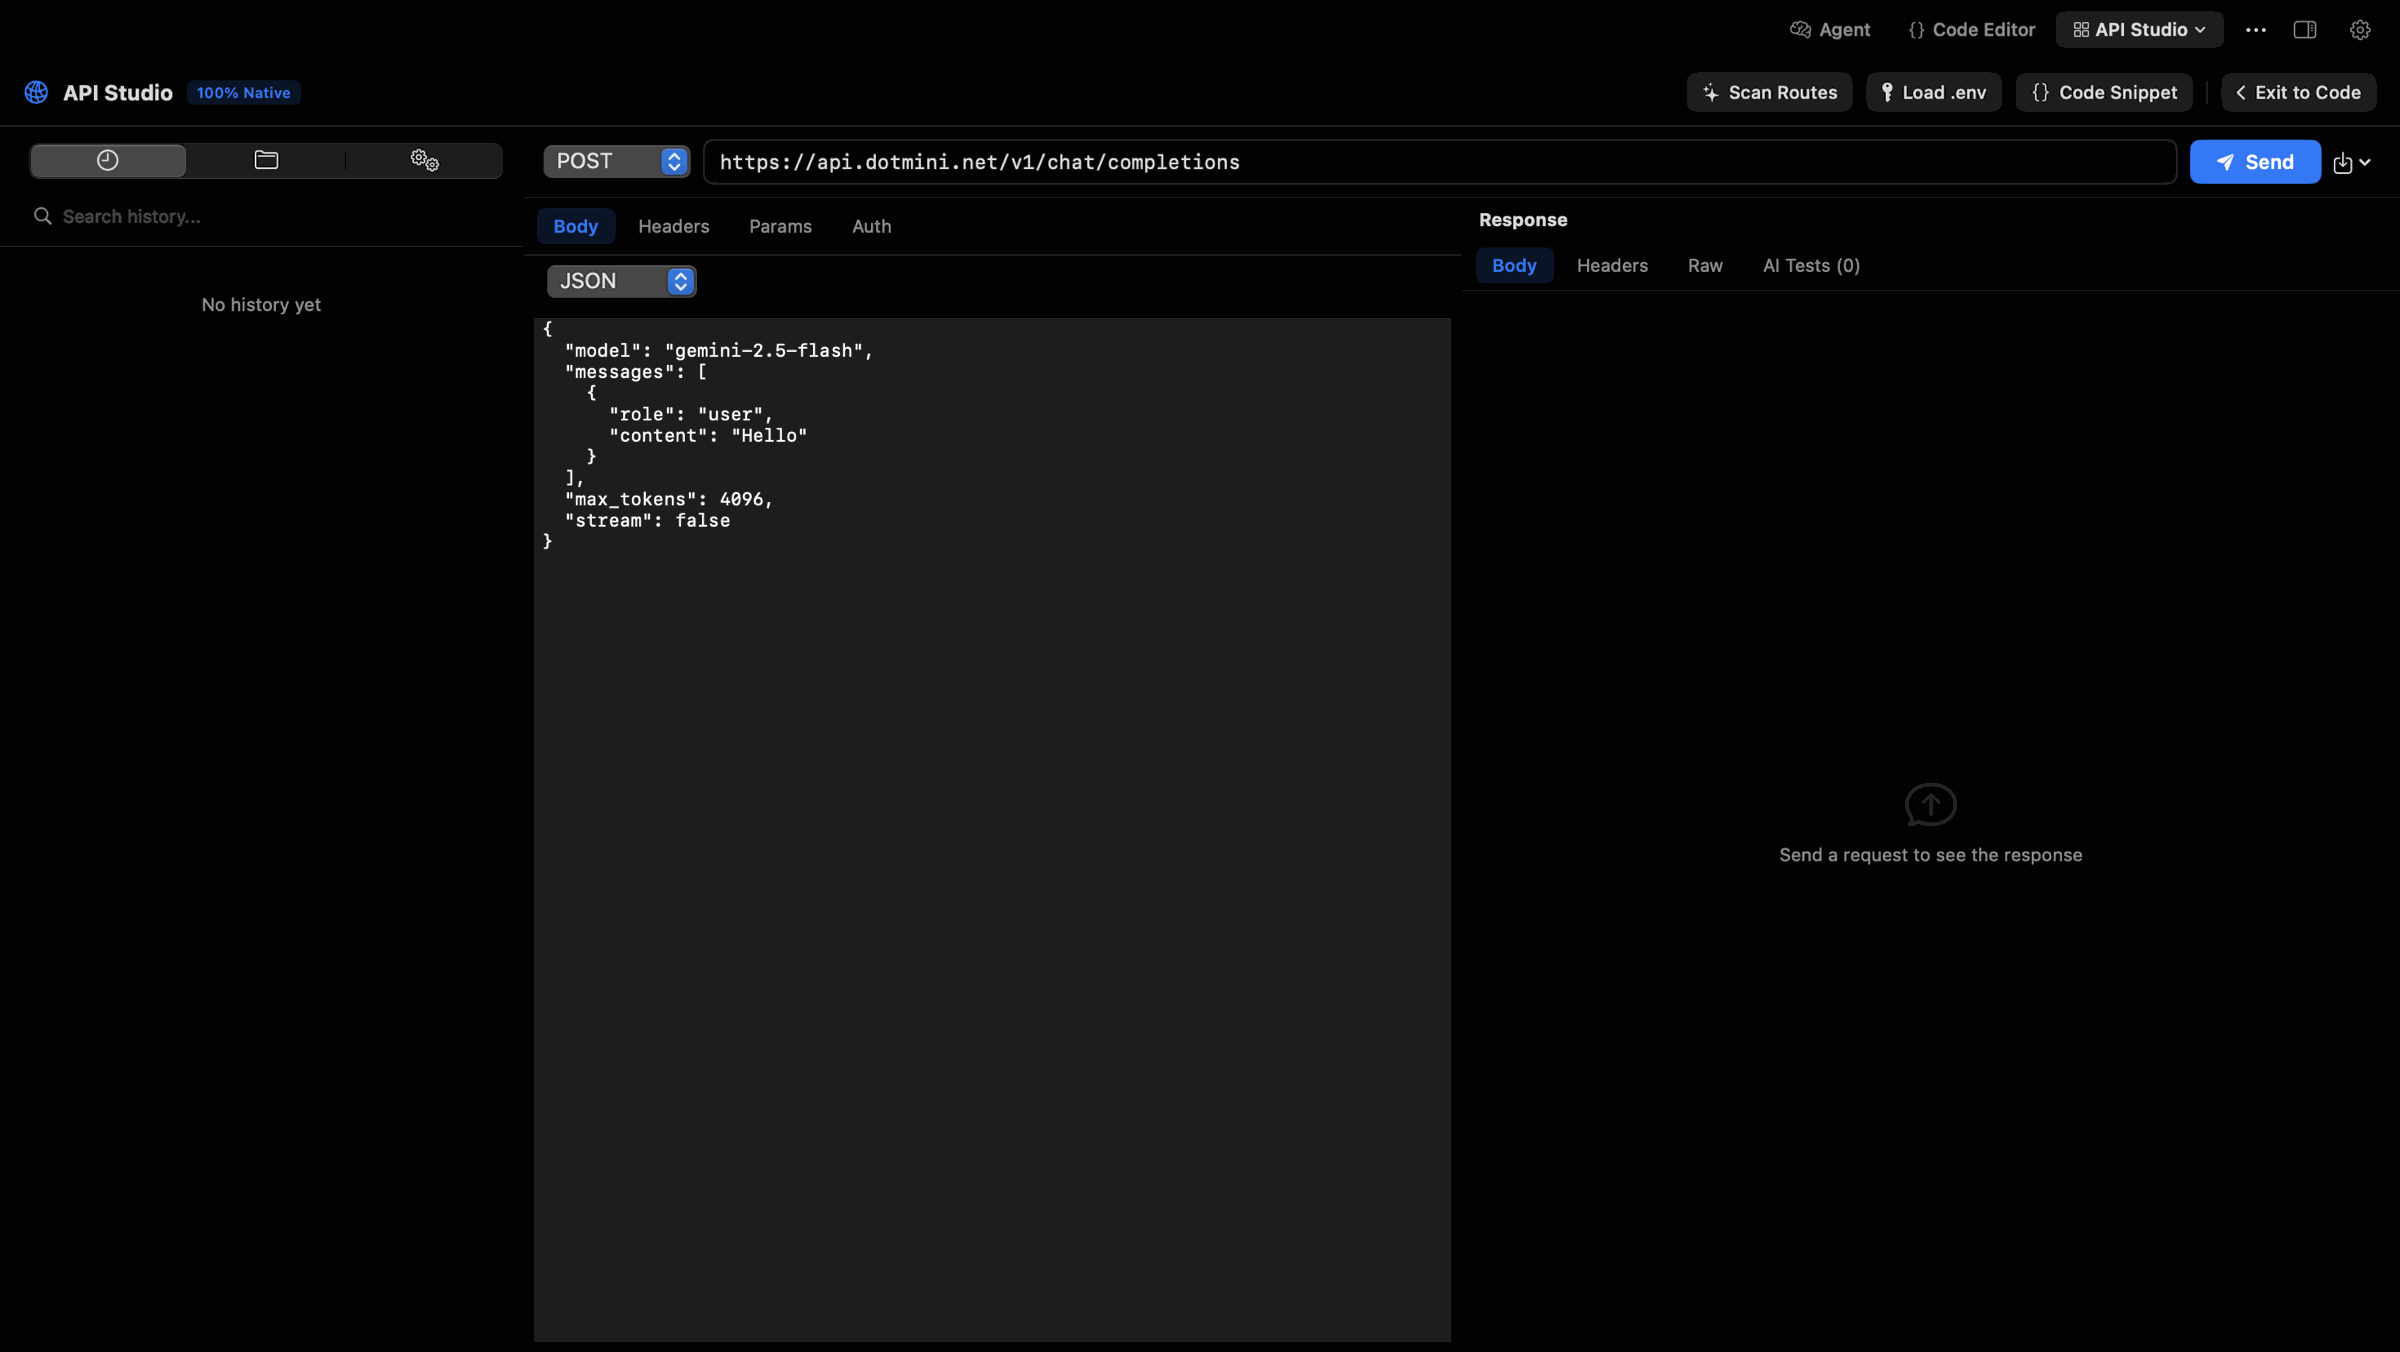 Agent
{} Code Editor
API Studio
API Studio
100% Native
Scan Routes
Load .env
{} Code Snippet
Exit to Code
POST
https://api.dotmini.net/v1/chat/completions
Send
Search history...
No history yet
Body
Headers
Params
Auth
JSON
{
  "model": "gemini-2.5-flash",
  "messages": [
    {
      "role": "user",
      "content": "Hello"
    }
  ],
  "max_tokens": 4096,
  "stream": false
}
Response
Body
Headers
Raw
AI Tests (0)
Send a request to see the response